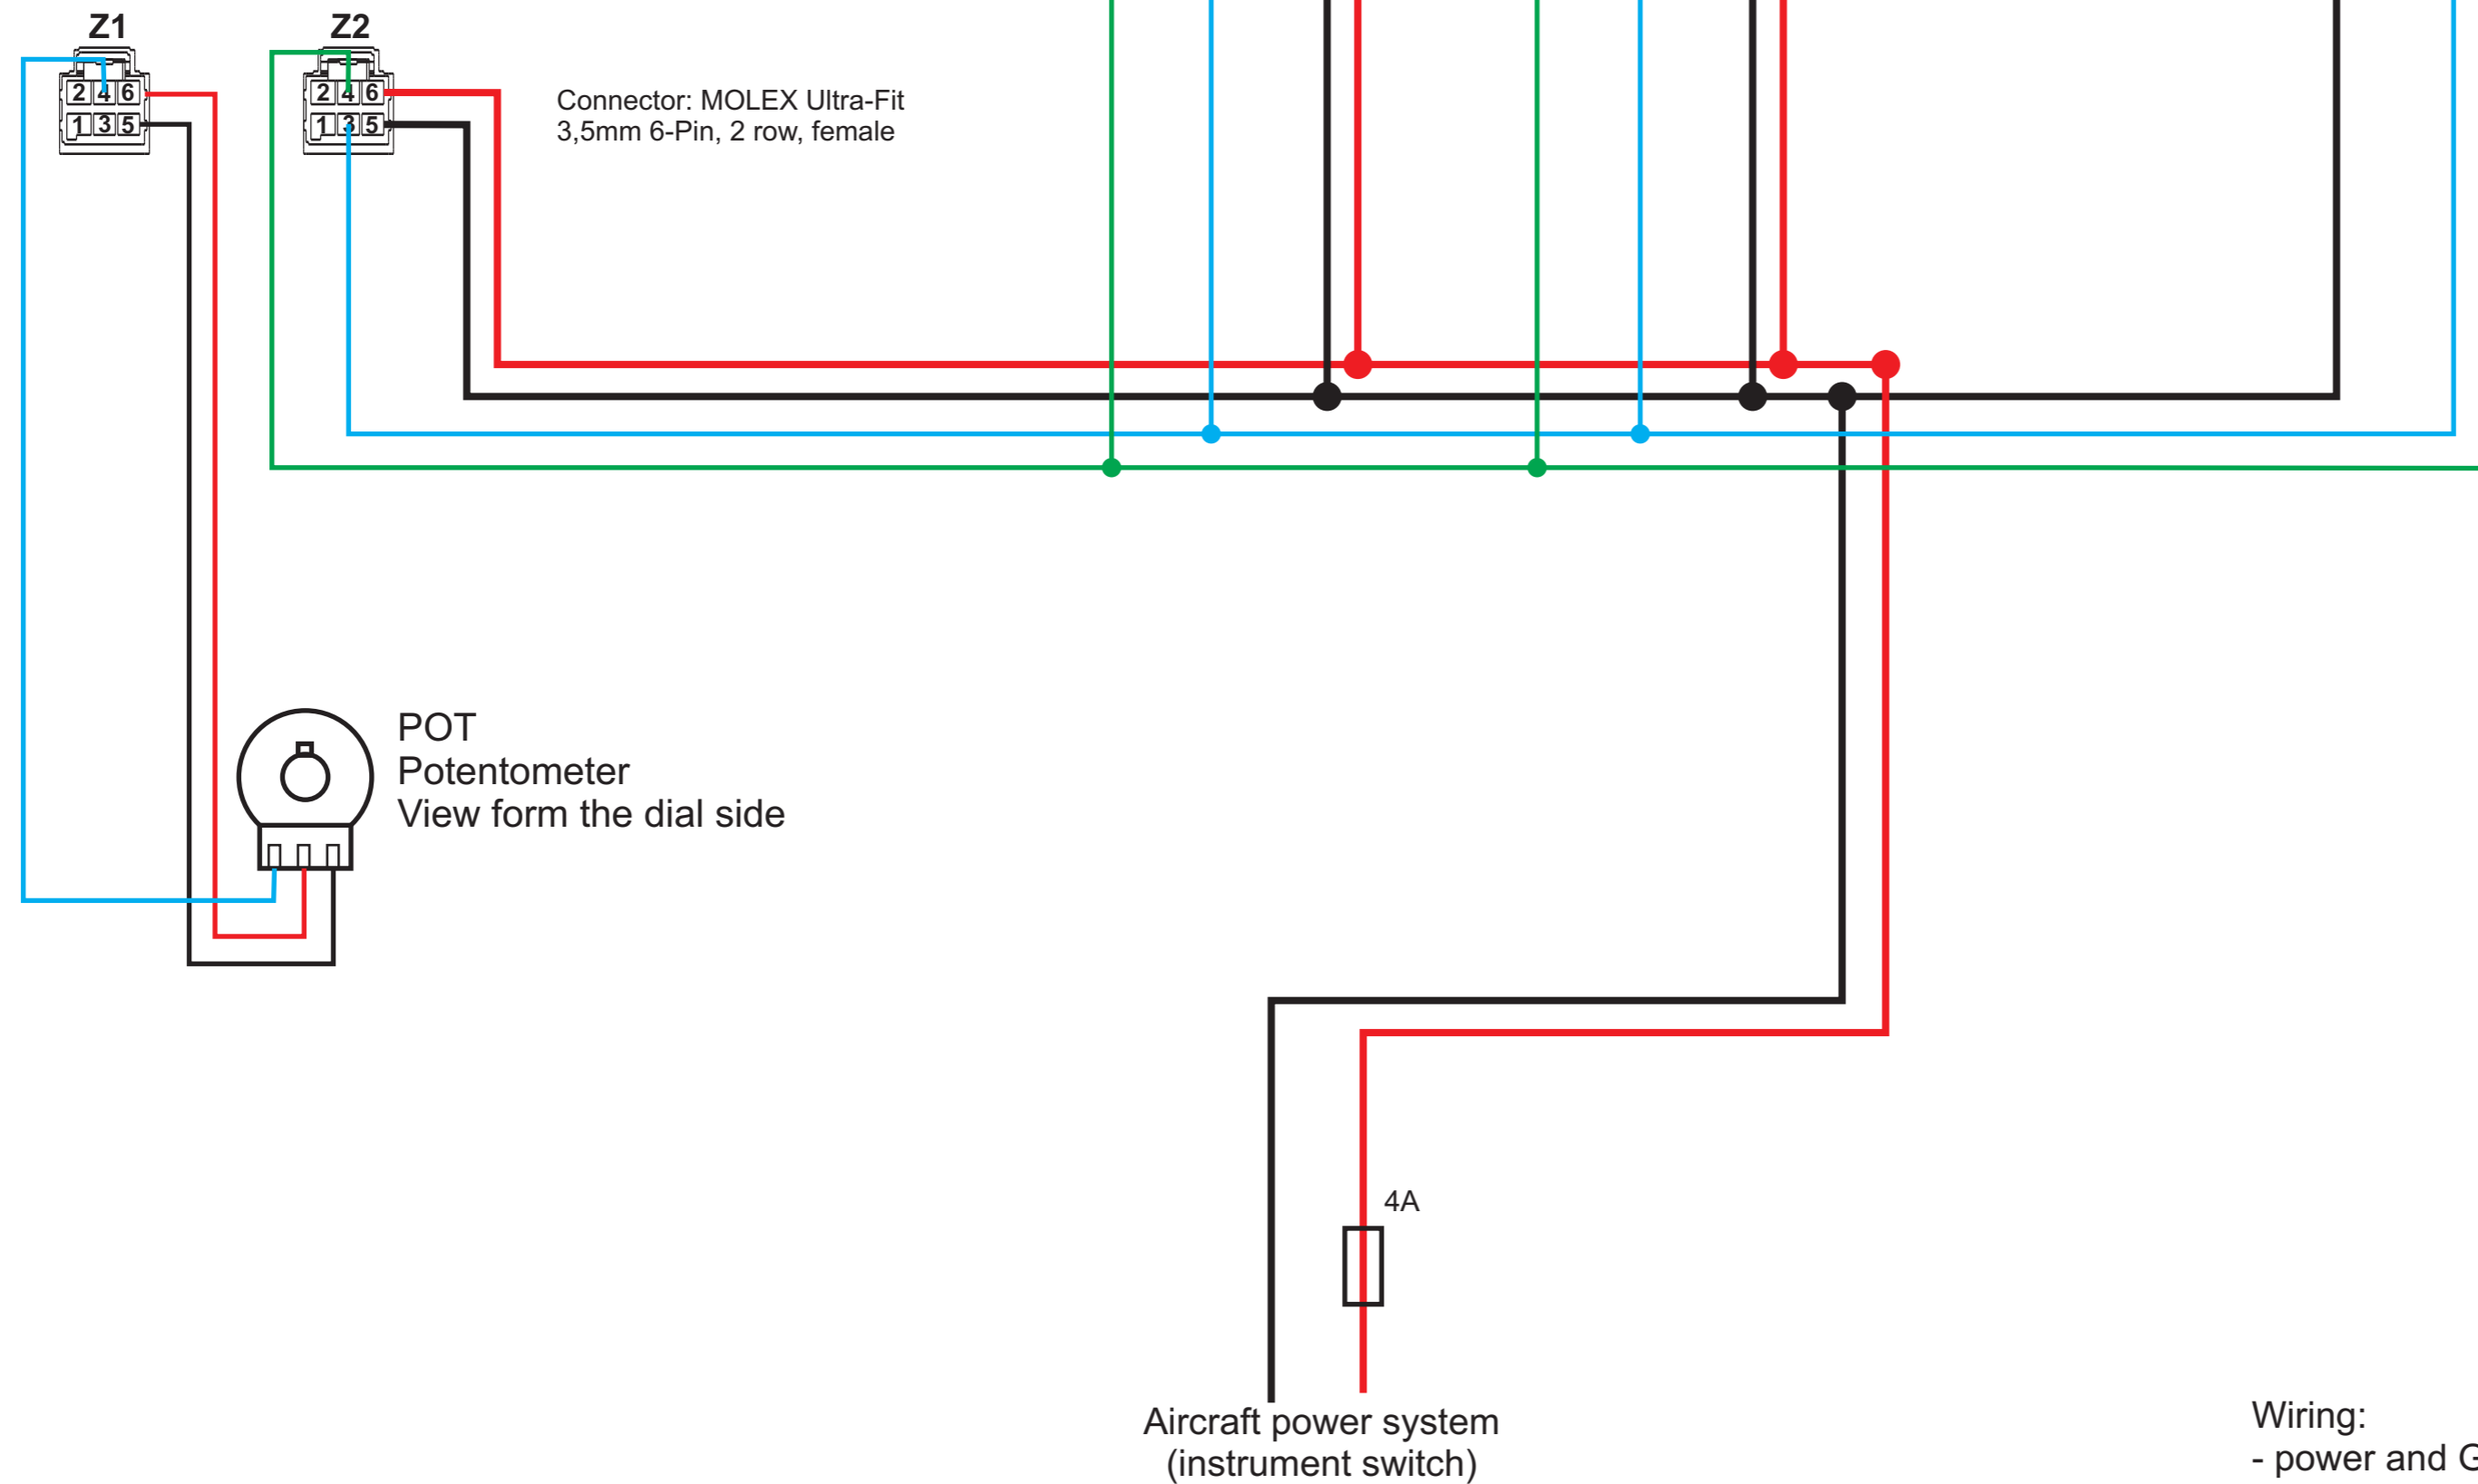 Z1
Z2
2 4 6
1 3 5
2 4 6
1 3 5
Connector: MOLEX Ultra-Fit
3,5mm 6-Pin, 2 row, female
POT
Potentometer
View form the dial side
4A
Aircraft power system
(instrument switch)
Wiring:
- power and G